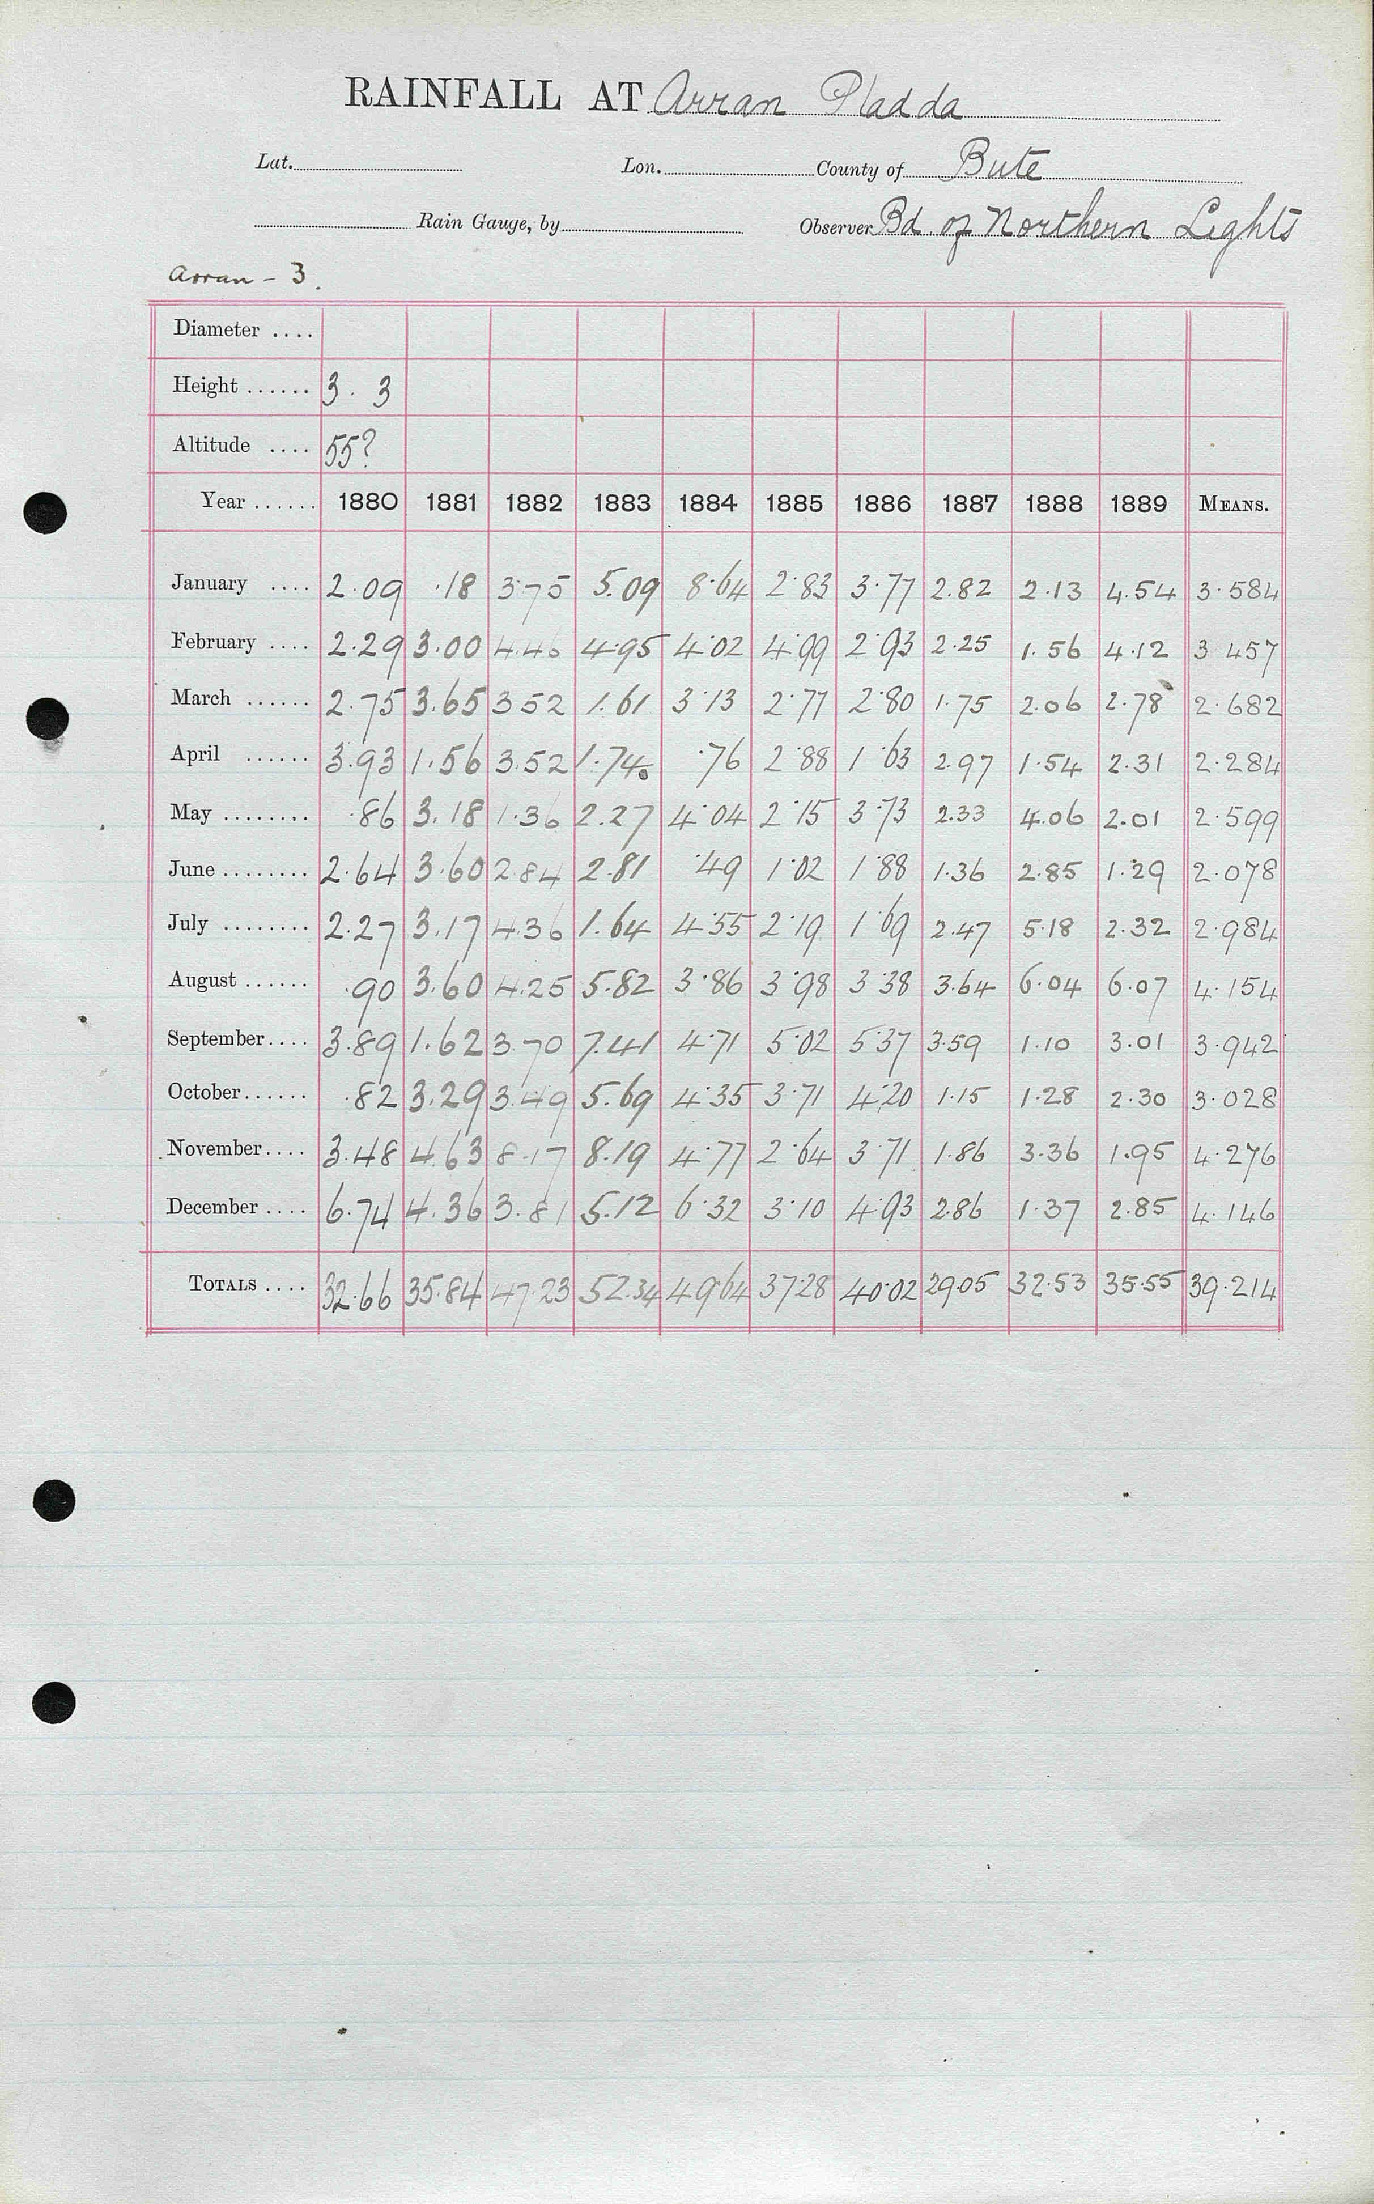 RAINFALL AT Arran Pladda
Lat. Lon. County of Bute
Rain Gauge, by Observer Bd. of Northern Lights
Arran - 3.
Diameter ....
Height ...... 3. 3
Altitude .... 55?
Year ...... 1880 1881 1882 1883 1884 1885 1886 1887 1888 1889 MEANS.
January .... 2.09 .18 3.75 5.09 8.64 2.83 3.77 2.82 2.13 4.54 3.584
February .... 2.29 3.00 4.46 4.95 4.02 4.99 2.93 2.25 1.56 4.12 3 457
March ...... 2.75 3.65 3 52 1.61 3.13 2.77 2.80 1.75 2.06 2.78 2.682
April ...... 3.93 1.56 3.52 1.74 .76 2.88 1.63 2.97 1.54 2.31 2.284
May ........ .86 3.18 1.36 2.27 4.04 2.15 3.73 2.33 4.06 2.01 2.599
June ........ 2.64 3.60 2.84 2.81 .49 1.02 1.88 1.36 2.85 1.29 2.078
July ........ 2.27 3.17 4.36 1.64 4.55 2.19 1.69 2.47 5.18 2.32 2.984
August ...... .90 3.60 4.25 5.82 3.86 3.98 3.38 3.64 6.04 6.07 4.154
September.... 3.89 1.62 3.70 7.41 4.71 5.02 5.37 3.59 1.10 3.01 3.942
October...... .82 3.29 3.49 5.69 4.35 3.71 4.20 1.15 1.28 2.30 3.028
November.... 3.48 4.63 8.17 8.19 4.77 2.64 3.71 1.86 3.36 1.95 4.276
December .... 6.74 4.36 3.81 5.12 6.32 3.10 4.93 2.86 1.37 2.85 4.146
TOTALS .... 32.66 35.84 47.23 52.34 49.64 37.28 40.02 29.05 32.53 35.55 39.214